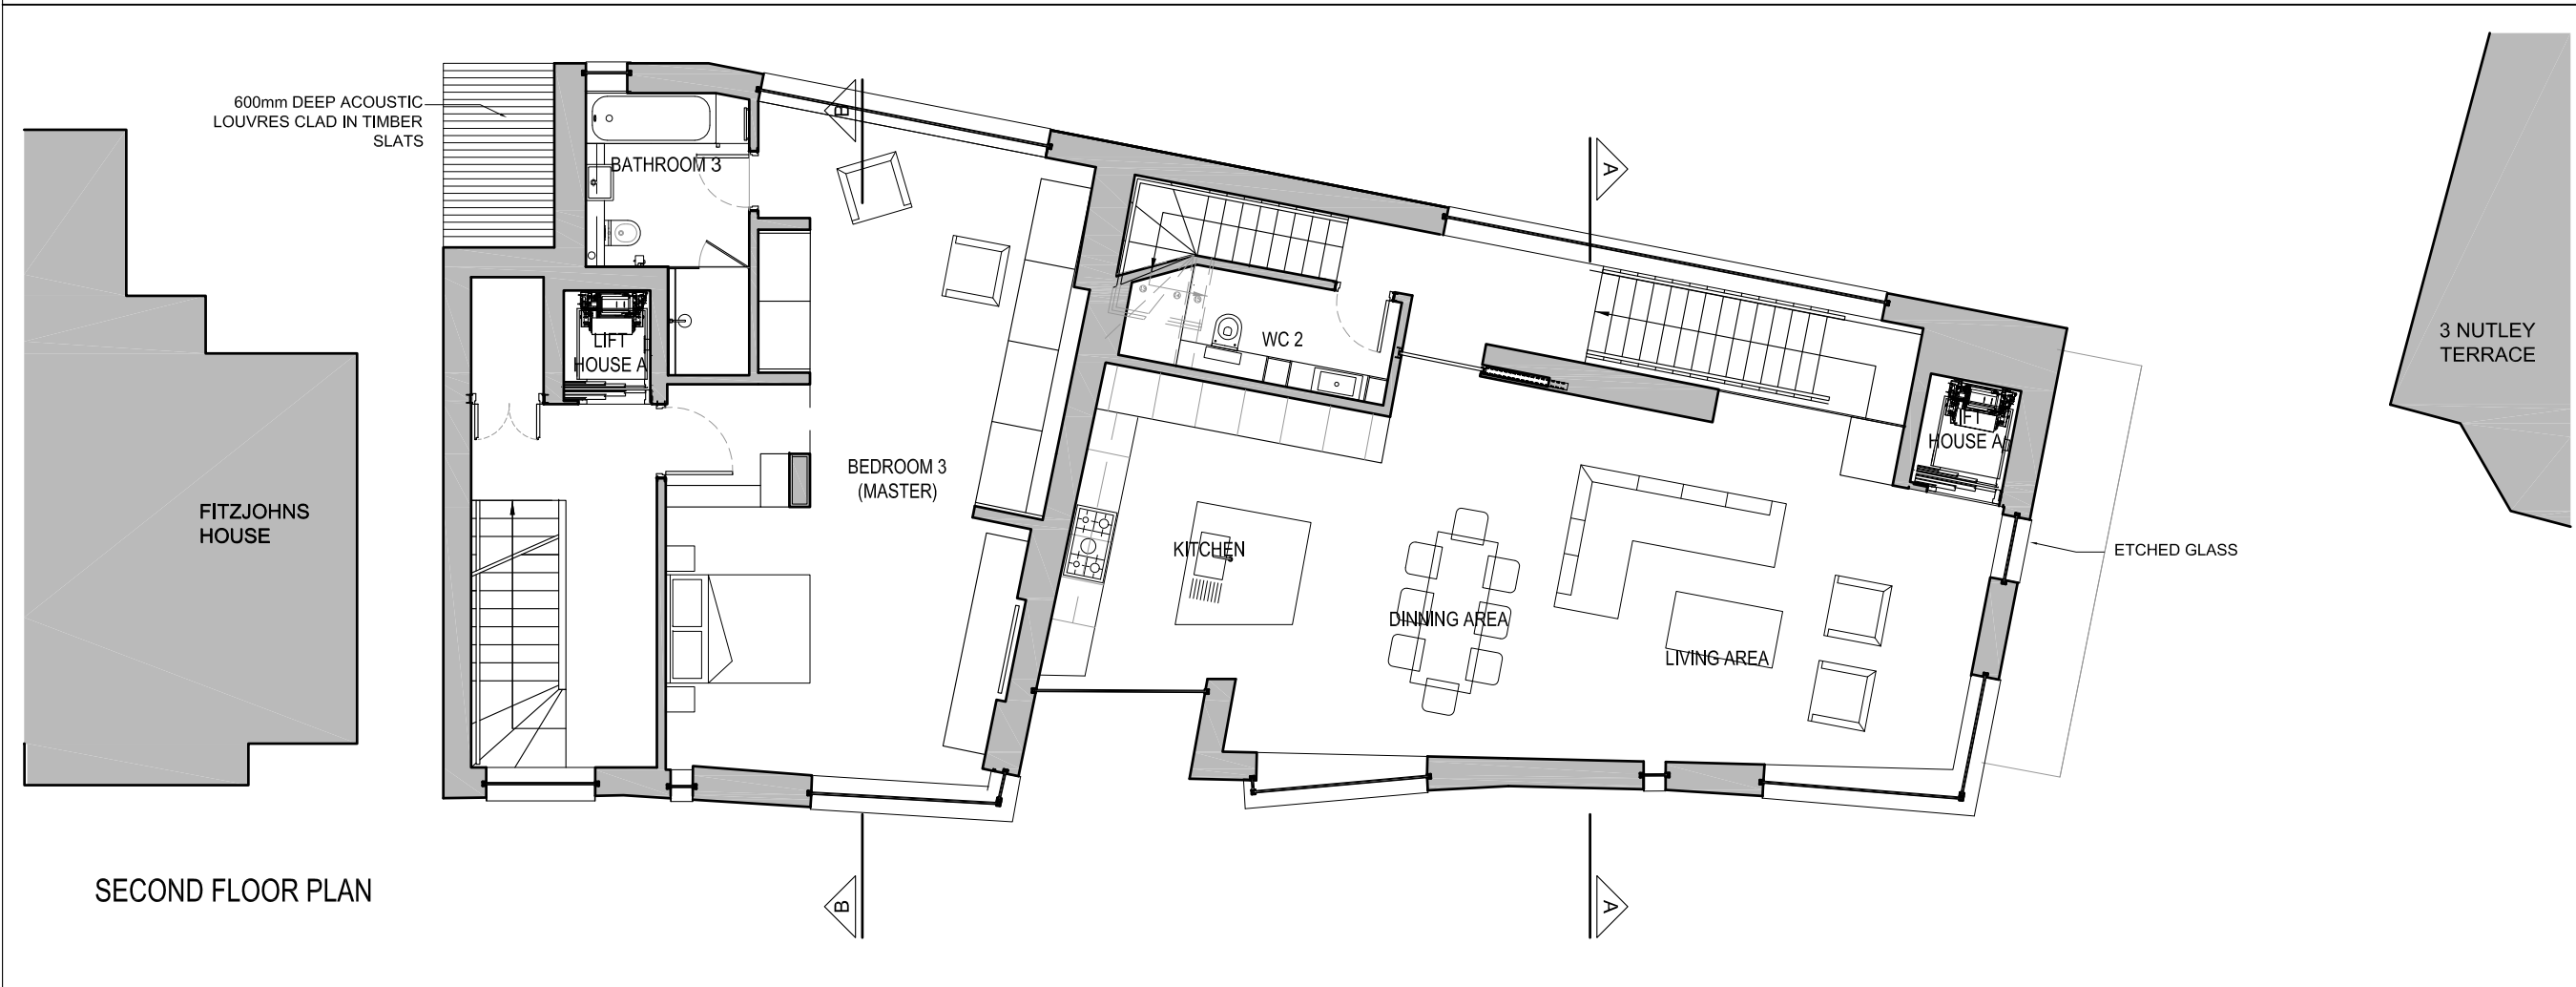 600mm DEEP ACOUSTIC
LOUVRES CLAD IN TIMBER
SLATS
B
A
BATHROOM 3
3 NUTLEY
TERRACE
LIFT
HOUSE A
WC 2
LIFT
HOUSE A
BEDROOM 3
(MASTER)
FITZJOHNS
HOUSE
KITCHEN
ETCHED GLASS
DINNING AREA
LIVING AREA
SECOND FLOOR PLAN
B
A